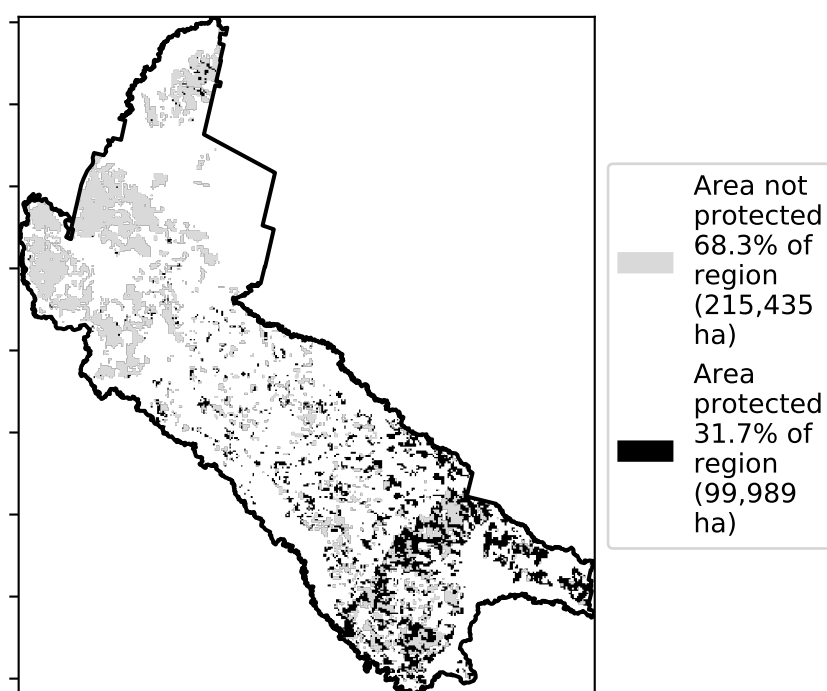 Area not
protected
68.3% of
region
(215,435
ha)
Area
protected
31.7% of
region
(99,989
ha)